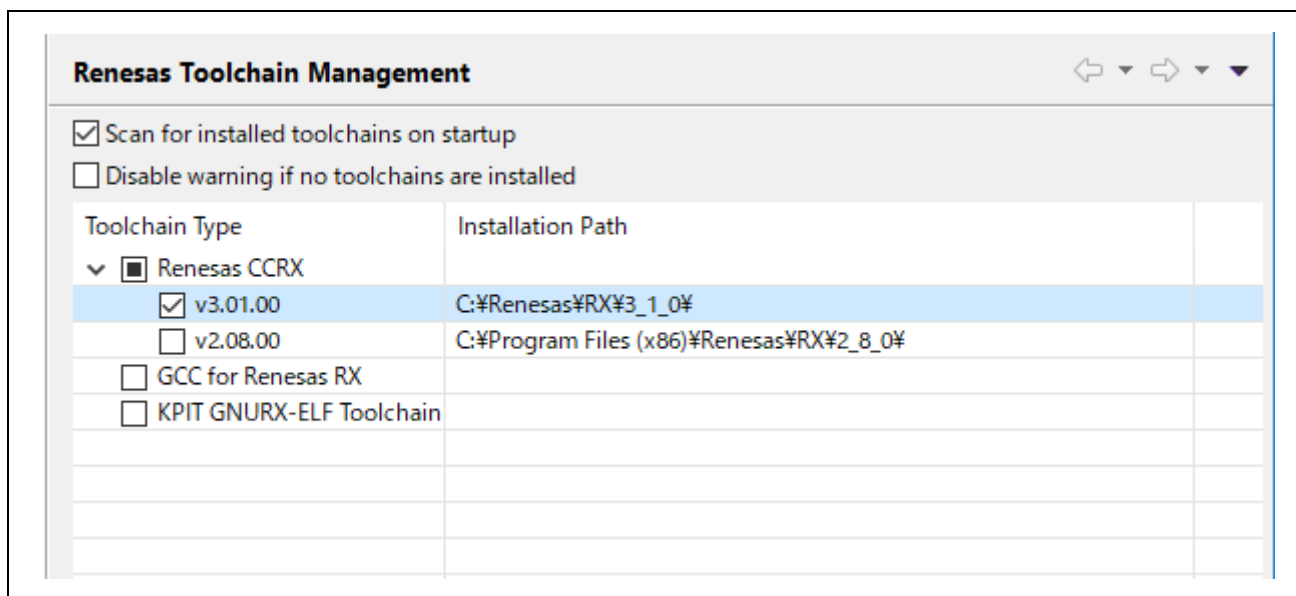 Renesas Toolchain Management
Scan for installed toolchains on startup
Disable warning if no toolchains are installed
Toolchain Type Installation Path
Renesas CCRX
v3.01.00 C:¥Renesas¥RX¥3_1_0¥
v2.08.00 C:¥Program Files (x86)¥Renesas¥RX¥2_8_0¥
GCC for Renesas RX
KPIT GNURX-ELF Toolchain